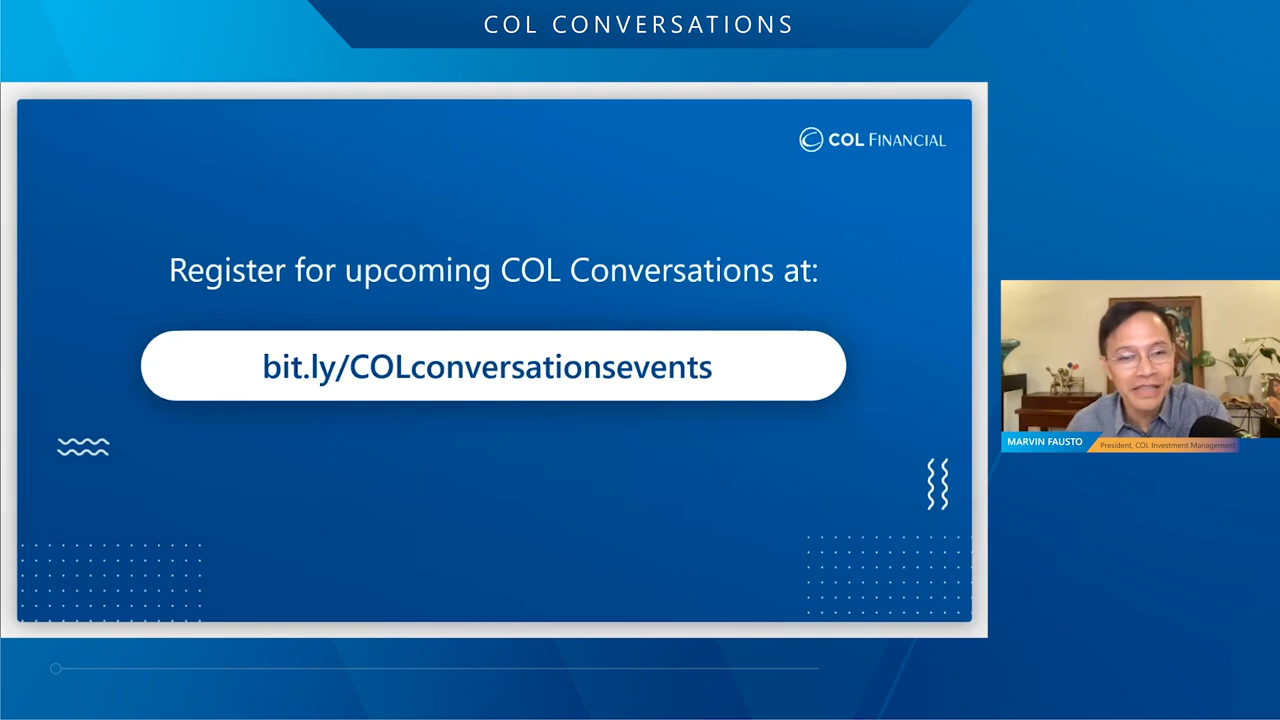 COL CONVERSATIONS
COL FINANCIAL
Register for upcoming COL Conversations at:
bit.ly/COLconversationsevents
MARVIN FAUSTO
President, COL Investment Management